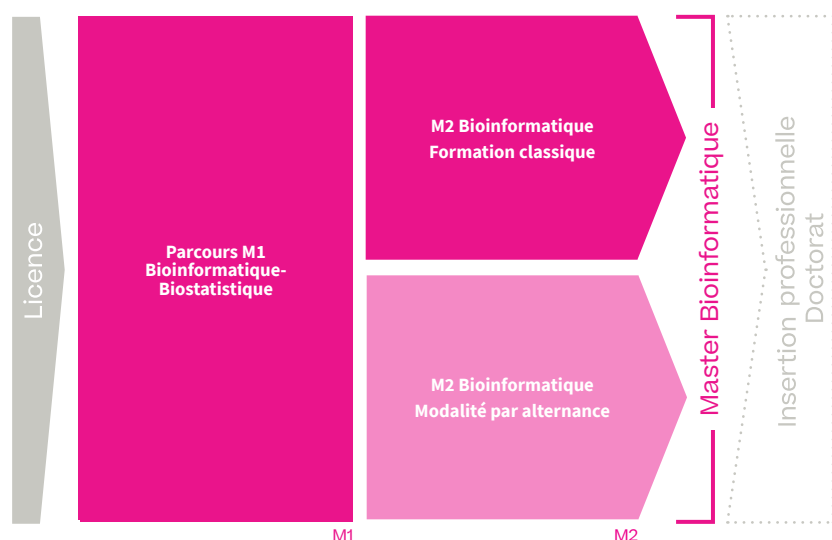 Licence
Parcours M1
Bioinformatique-
Biostatistique
M2 Bioinformatique
Formation classique
M2 Bioinformatique
Modalité par alternance
Master Bioinformatique
Insertion professionnelle
Doctorat
M1
M2